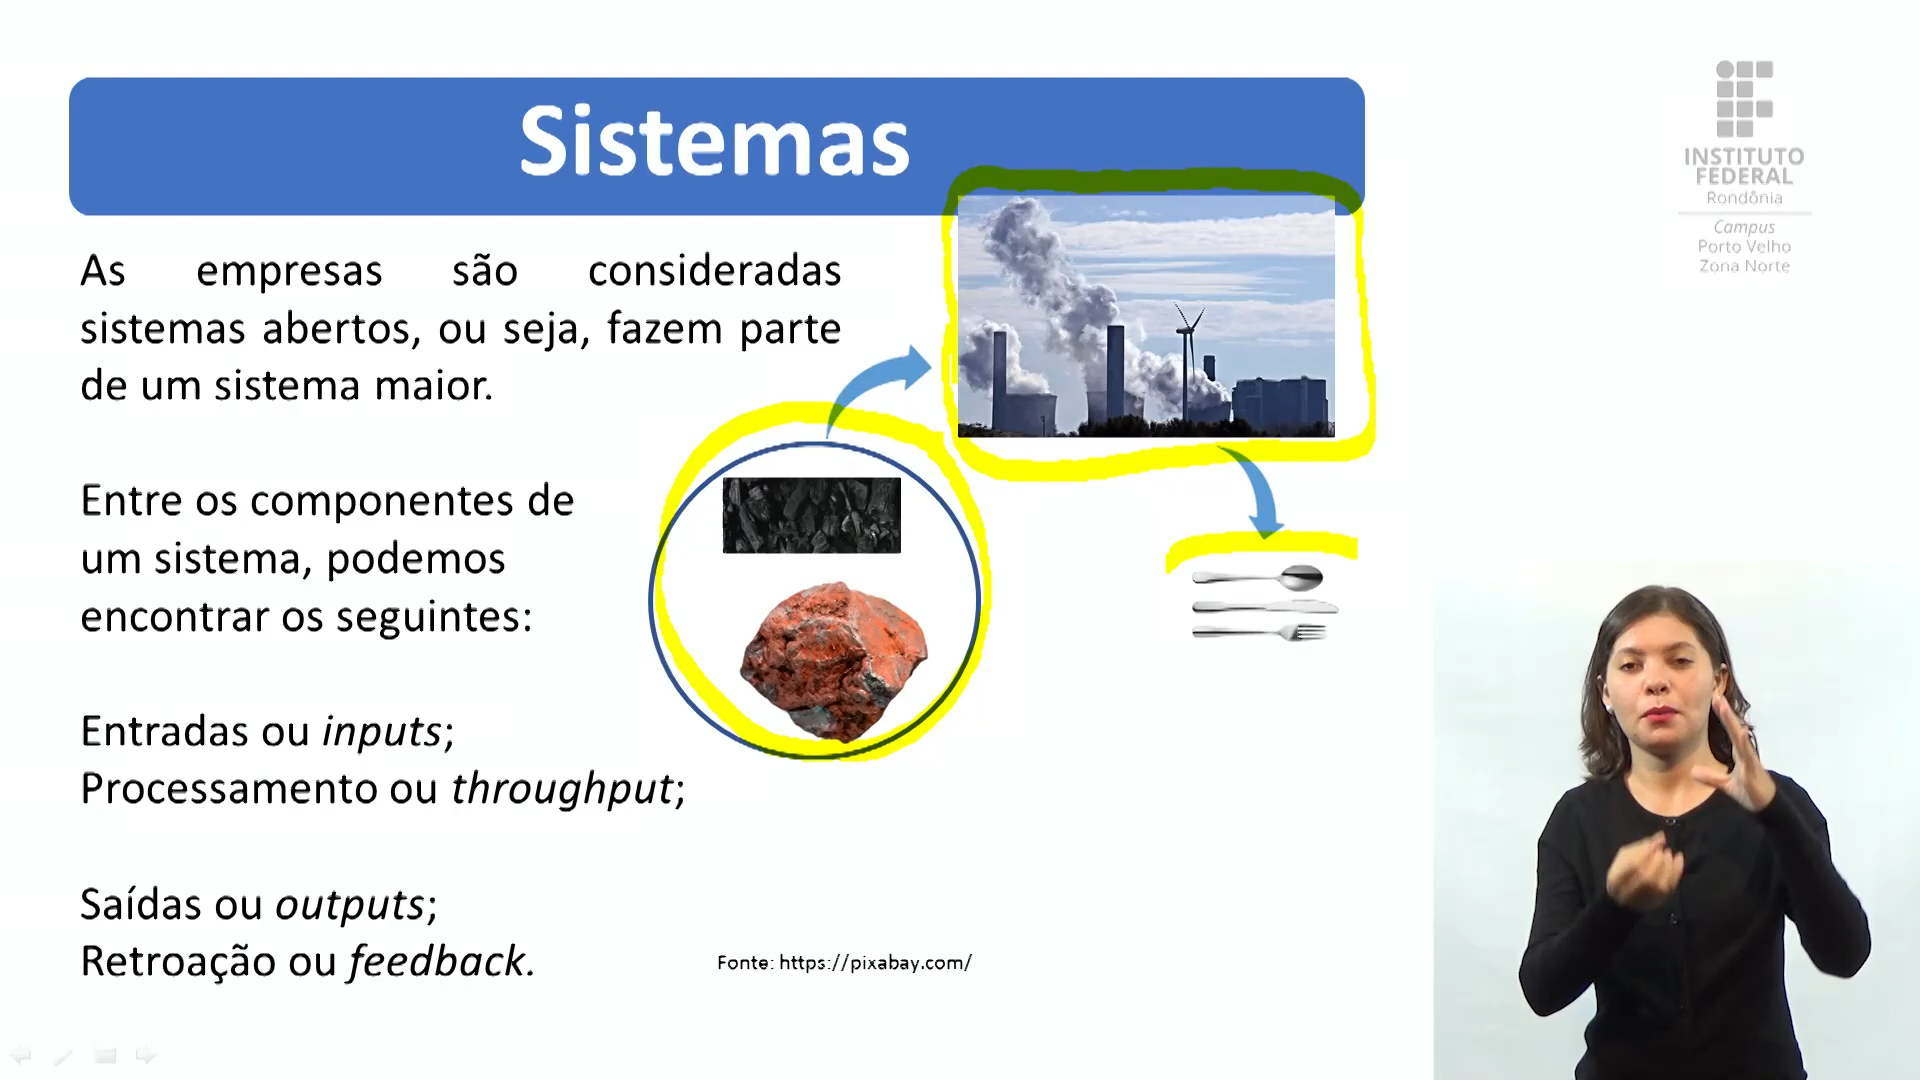 Sistemas
As empresas são consideradas
sistemas abertos, ou seja, fazem parte
de um sistema maior.
Entre os componentes de
um sistema, podemos
encontrar os seguintes:
Entradas ou inputs;
Processamento ou throughput;
Saídas ou outputs;
Retroação ou feedback.
Fonte: https://pixabay.com/
INSTITUTO
FEDERAL
Rondônia
Campus
Porto Velho
Zona Norte